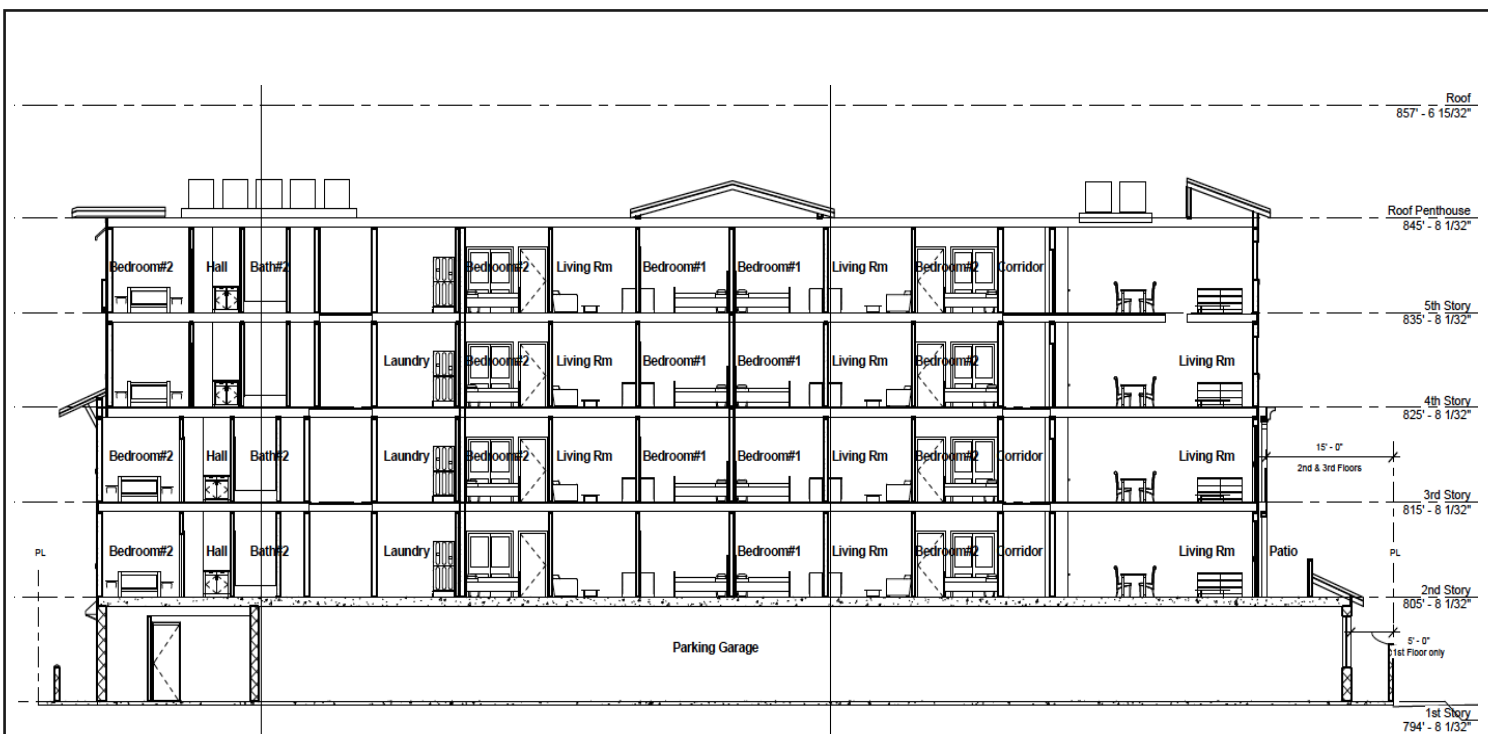 Roof
857' - 6 15/32"
Roof Penthouse
845' - 8 1/32"
Bedroom#2 Hall Bath#2 Bedroom#2 Living Rm Bedroom#1 Bedroom#1 Living Rm Bedroom#2 Corridor
5th Story
835' - 8 1/32"
Laundry Bedroom#2 Living Rm Bedroom#1 Bedroom#1 Living Rm Bedroom#2 Living Rm
4th Story
825' - 8 1/32"
15' - 0"
2nd & 3rd Floors
Bedroom#2 Hall Bath#2 Laundry Bedroom#2 Living Rm Bedroom#1 Bedroom#1 Living Rm Bedroom#2 Corridor Living Rm
3rd Story
815' - 8 1/32"
PL Bedroom#2 Hall Bath#2 Laundry Bedroom#1 Living Rm Bedroom#2 Corridor Living Rm Patio PL
2nd Story
805' - 8 1/32"
Parking Garage
5' - 0"
1st Floor only
1st Story
794' - 8 1/32"